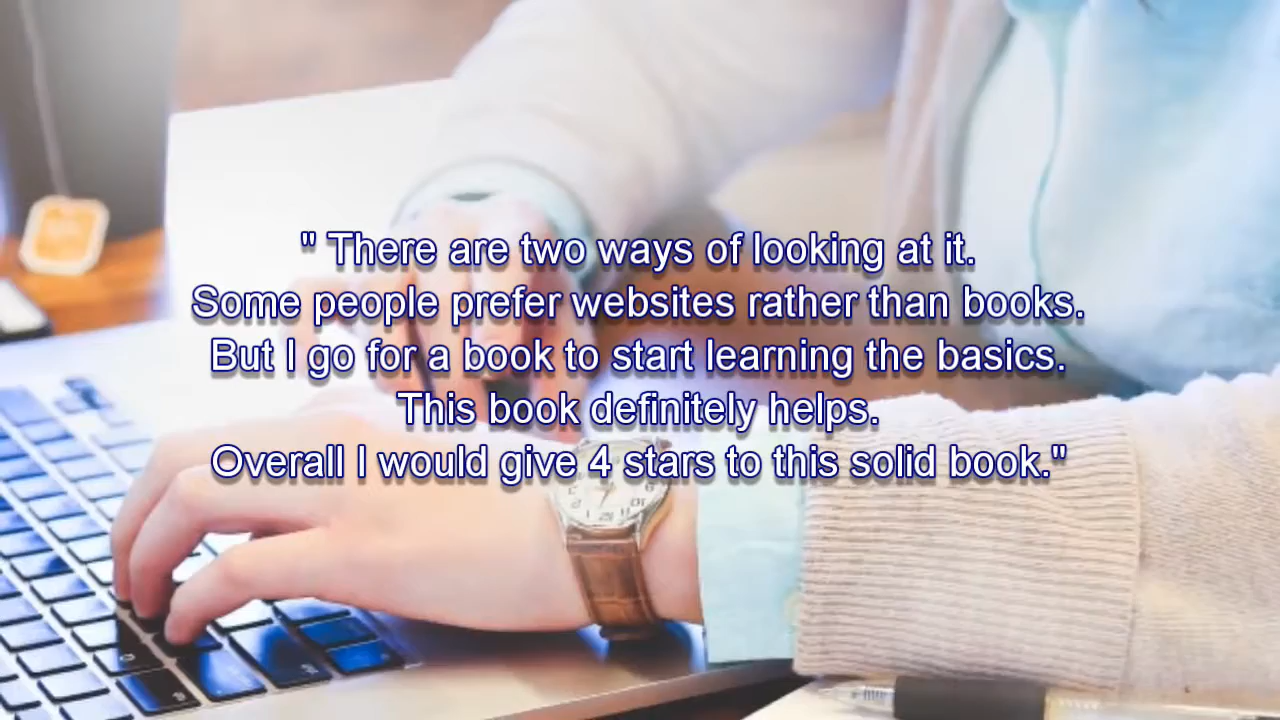 " There are two ways of looking at it.
Some people prefer websites rather than books.
But I go for a book to start learning the basics.
This book definitely helps.
Overall I would give 4 stars to this solid book."